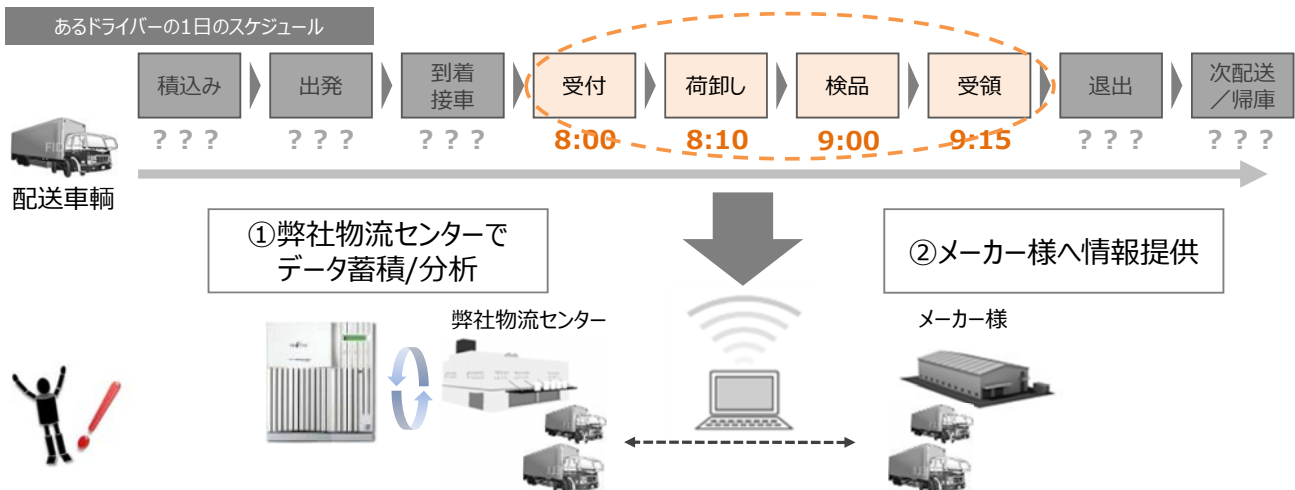 あるドライバーの1日のスケジュール
積込み
出発
到着
接車
受付
荷卸し
検品
受領
退出
次配送
／帰庫
？？？
？？？
？？？
8:00
8:10
9:00
9:15
？？？
？？？
配送車輌
①弊社物流センターで
データ蓄積/分析
②メーカー様へ情報提供
弊社物流センター
メーカー様